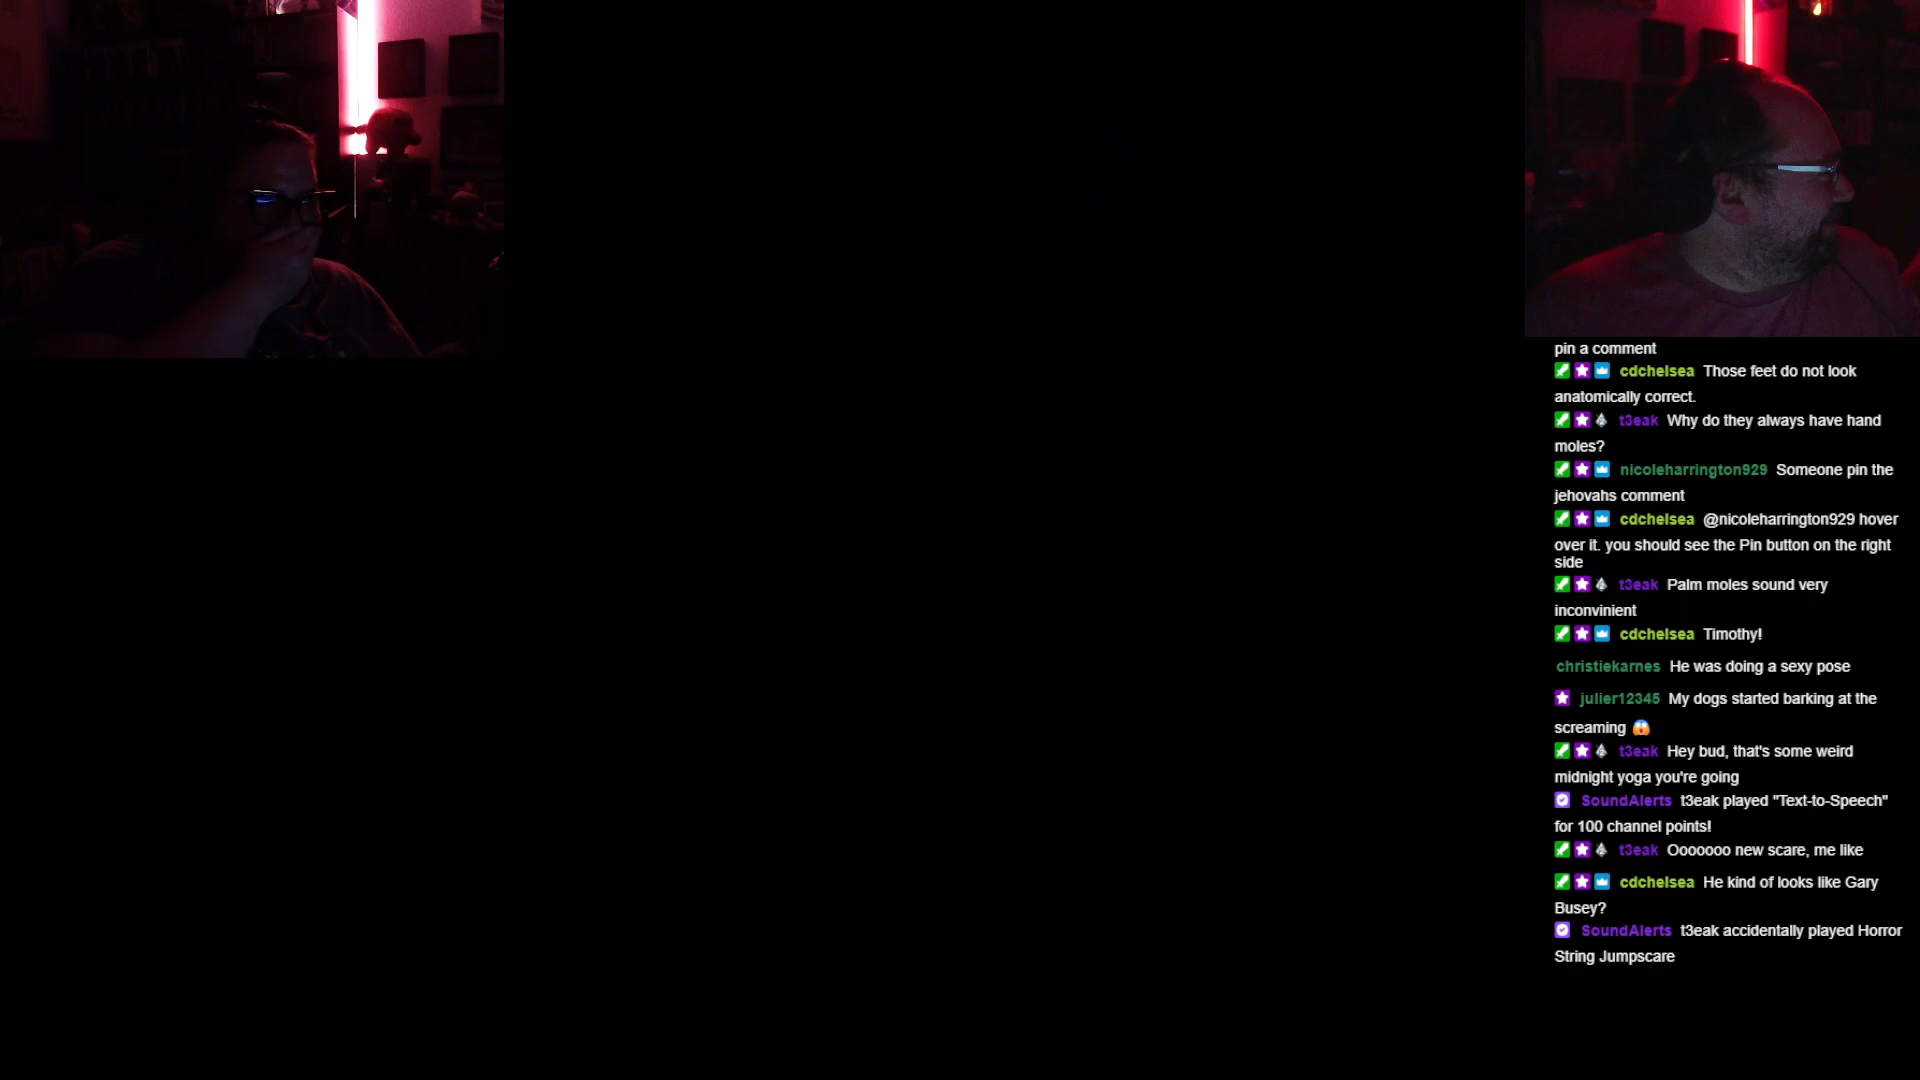 pin a comment
cdchelsea Those feet do not look
anatomically correct.
t3eak Why do they always have hand
moles?
nicoleharrington929 Someone pin the
jehovahs comment
cdchelsea @nicoleharrington929 hover
over it. you should see the Pin button on the right
side
t3eak Palm moles sound very
inconvinient
cdchelsea Timothy!
christiekarnes He was doing a sexy pose
julier12345 My dogs started barking at the
screaming 😱
t3eak Hey bud, that's some weird
midnight yoga you're going
SoundAlerts t3eak played "Text-to-Speech"
for 100 channel points!
t3eak Ooooooo new scare, me like
cdchelsea He kind of looks like Gary
Busey?
SoundAlerts t3eak accidentally played Horror
String Jumpscare